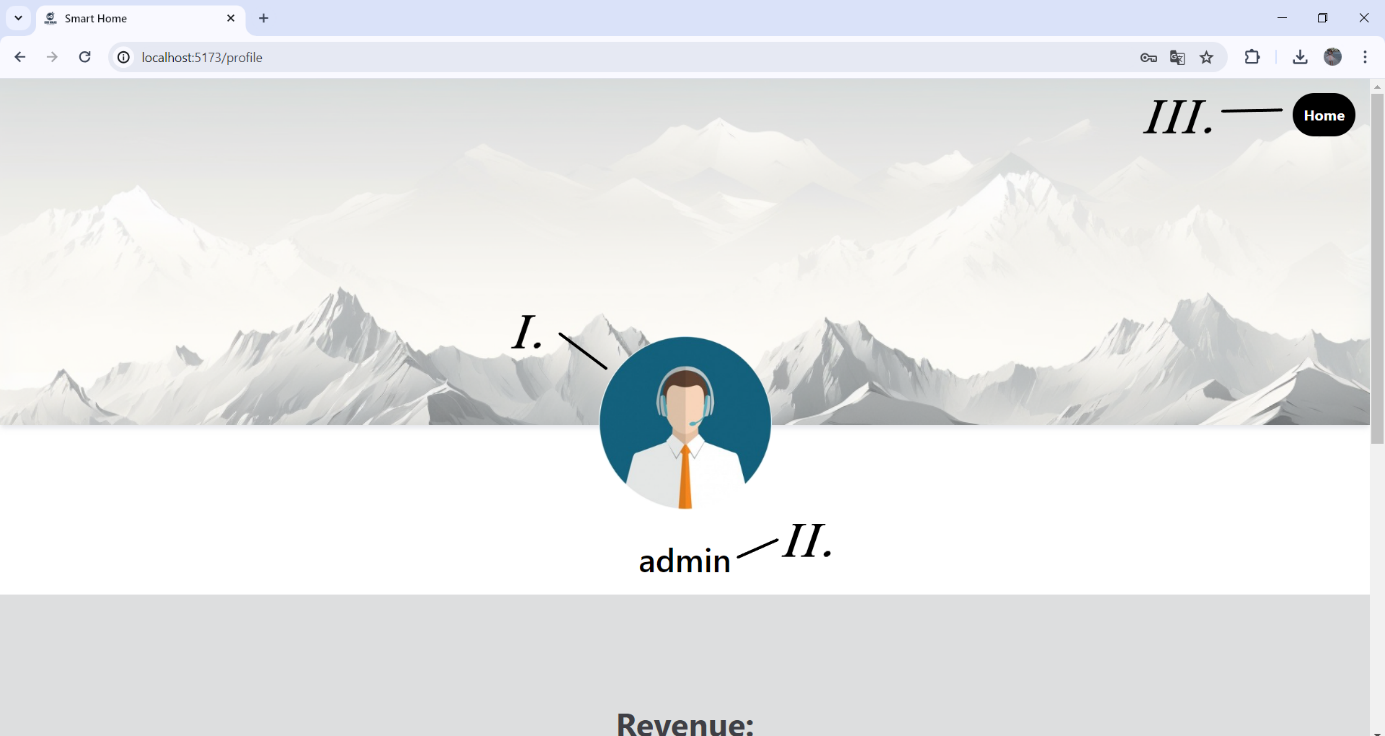 Smart Home
localhost:5173/profile
III.
Home
I.
II.
admin
Revenue: